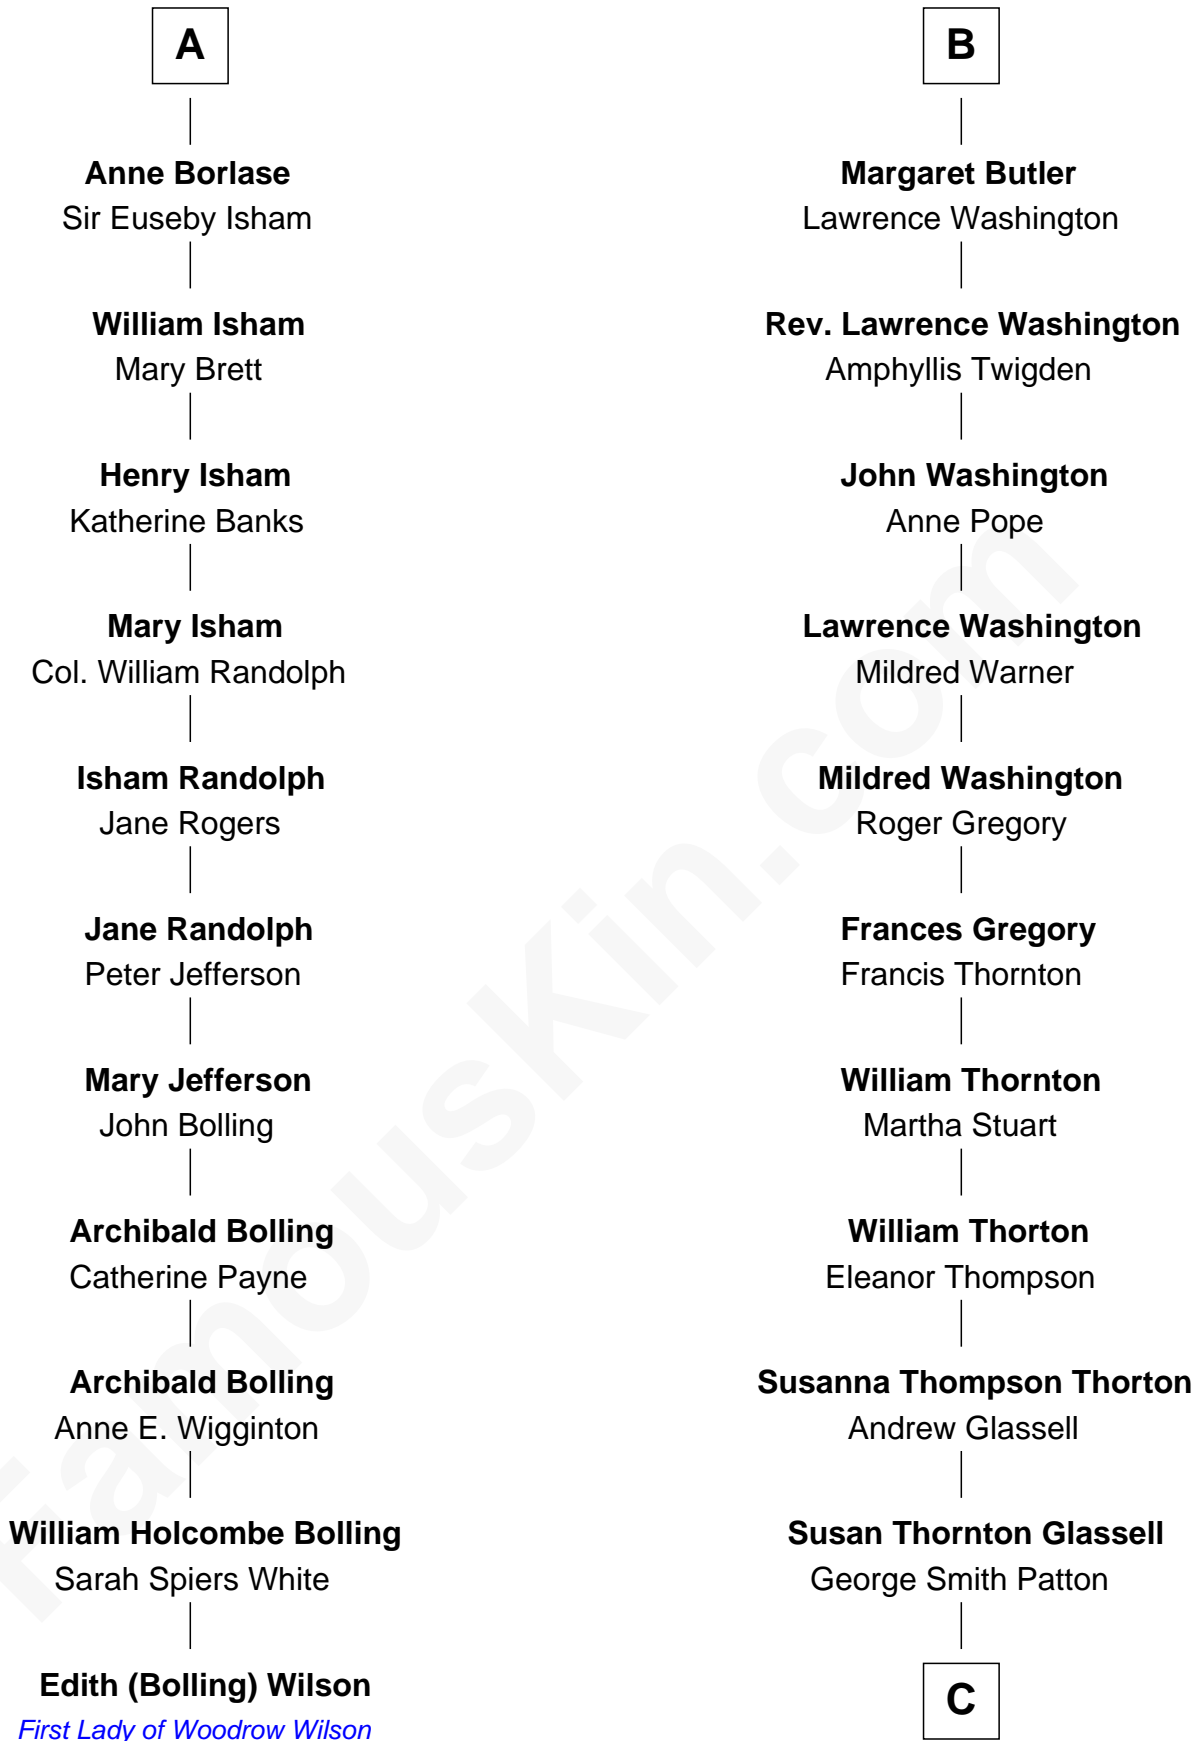 A
Anne Borlase
Sir Euseby Isham
William Isham
Mary Brett
Henry Isham
Katherine Banks
Mary Isham
Col. William Randolph
Isham Randolph
Jane Rogers
Jane Randolph
Peter Jefferson
Mary Jefferson
John Bolling
Archibald Bolling
Catherine Payne
Archibald Bolling
Anne E. Wigginton
William Holcombe Bolling
Sarah Spiers White
Edith (Bolling) Wilson
First Lady of Woodrow Wilson
B
Margaret Butler
Lawrence Washington
Rev. Lawrence Washington
Amphyllis Twigden
John Washington
Anne Pope
Lawrence Washington
Mildred Warner
Mildred Washington
Roger Gregory
Frances Gregory
Francis Thornton
William Thornton
Martha Stuart
William Thorton
Eleanor Thompson
Susanna Thompson Thorton
Andrew Glassell
Susan Thornton Glassell
George Smith Patton
C
FamousKin.com